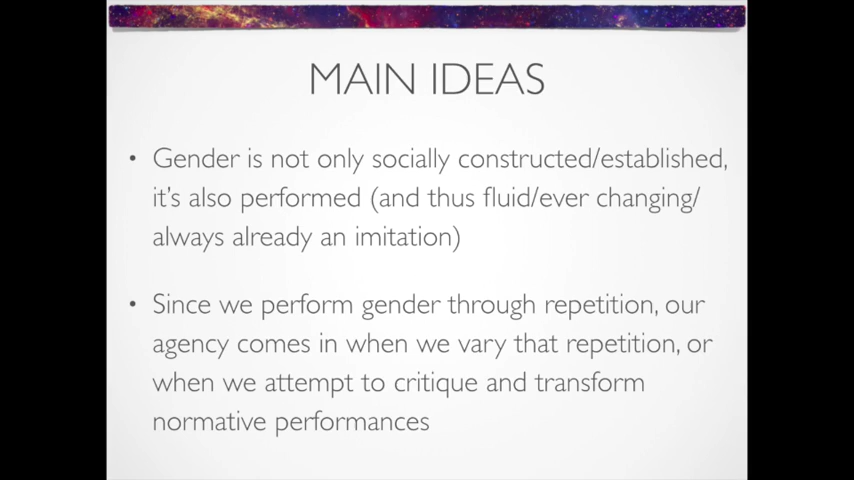 MAIN IDEAS
• Gender is not only socially constructed/established,
it's also performed (and thus fluid/ever changing/
always already an imitation)
• Since we perform gender through repetition, our
agency comes in when we vary that repetition, or
when we attempt to critique and transform
normative performances